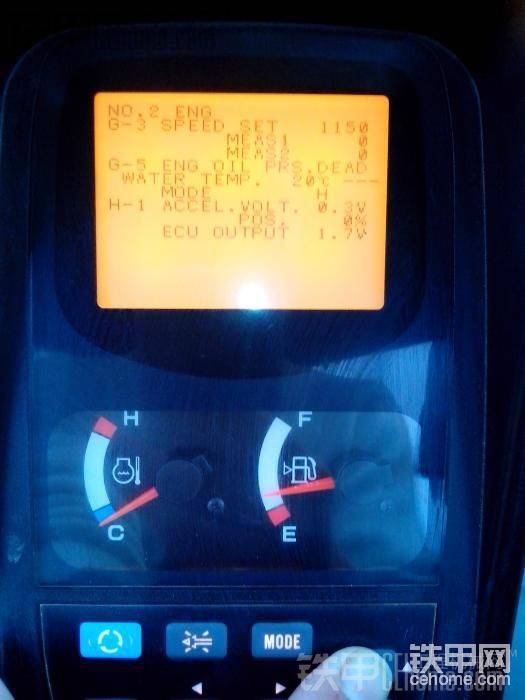 NO.2 ENG
G-3 SPEED SET 1150
MEAS1 0
MEAS2 0
G-5 ENG OIL PRS.DEAD
WATER TEMP. 20℃ ---
MODE H
H-1 ACCEL.VOLT. 0.3V
POS. 0%
ECU OUTPUT 1.7V
H
F
C
E
MODE
铁甲网
cehome.com